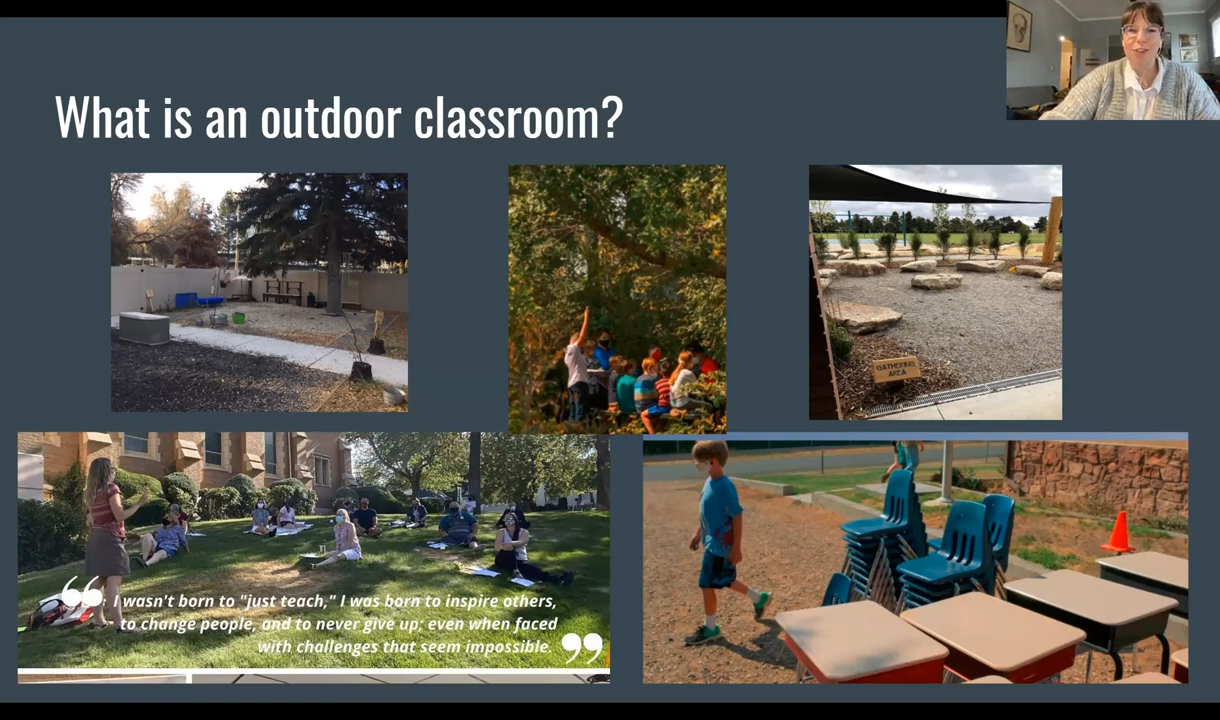 What is an outdoor classroom?
GATHERING
AREA
❝ I wasn't born to "just teach," I was born to inspire others,
to change people, and to never give up; even when faced
with challenges that seem impossible. ❞